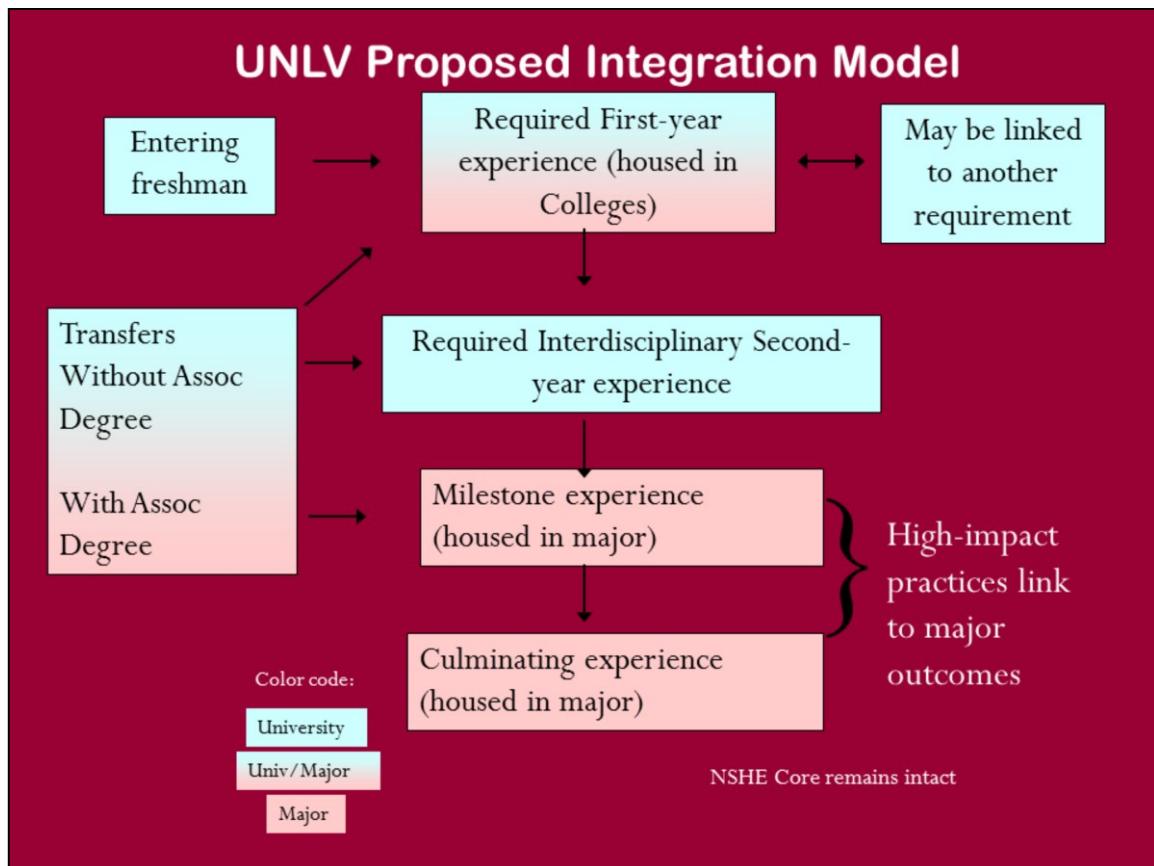 UNLV Proposed Integration Model
Entering
freshman
Required First-year
experience (housed in
Colleges)
May be linked
to another
requirement
Transfers
Without Assoc
Degree
With Assoc
Degree
Required Interdisciplinary Second-
year experience
Milestone experience
(housed in major)
High-impact
practices link
to major
outcomes
Culminating experience
(housed in major)
Color code:
University
Univ/Major
Major
NSHE Core remains intact